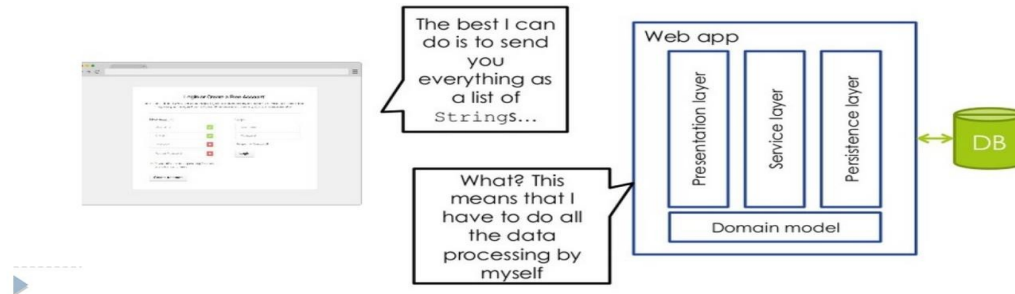 The best I can
do is to send
you
everything as
a list of
Strings...
What? This
means that I
have to do all
the data
processing by
myself
Web app
Presentation layer
Service layer
Persistence layer
Domain model
DB